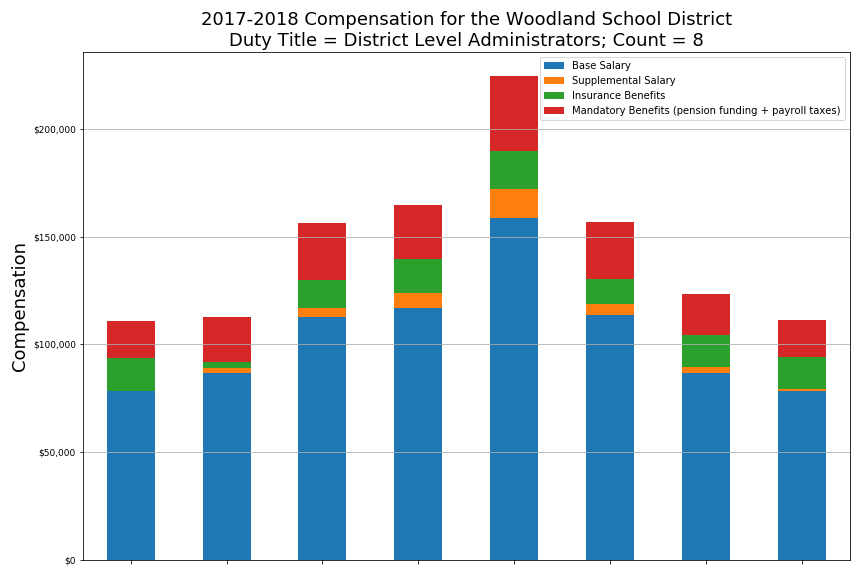 2017-2018 Compensation for the Woodland School District
Duty Title = District Level Administrators; Count = 8
Base Salary
Supplemental Salary
Insurance Benefits
Mandatory Benefits (pension funding + payroll taxes)
$200,000
$150,000
$100,000
$50,000
$0
Compensation